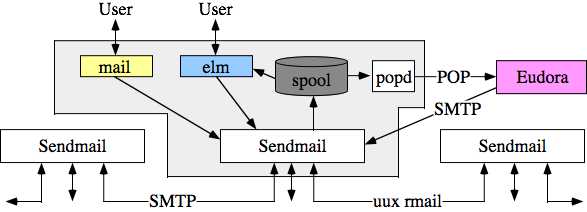 User User
mail elm spool popd POP Eudora
SMTP
Sendmail Sendmail Sendmail
SMTP uux rmail